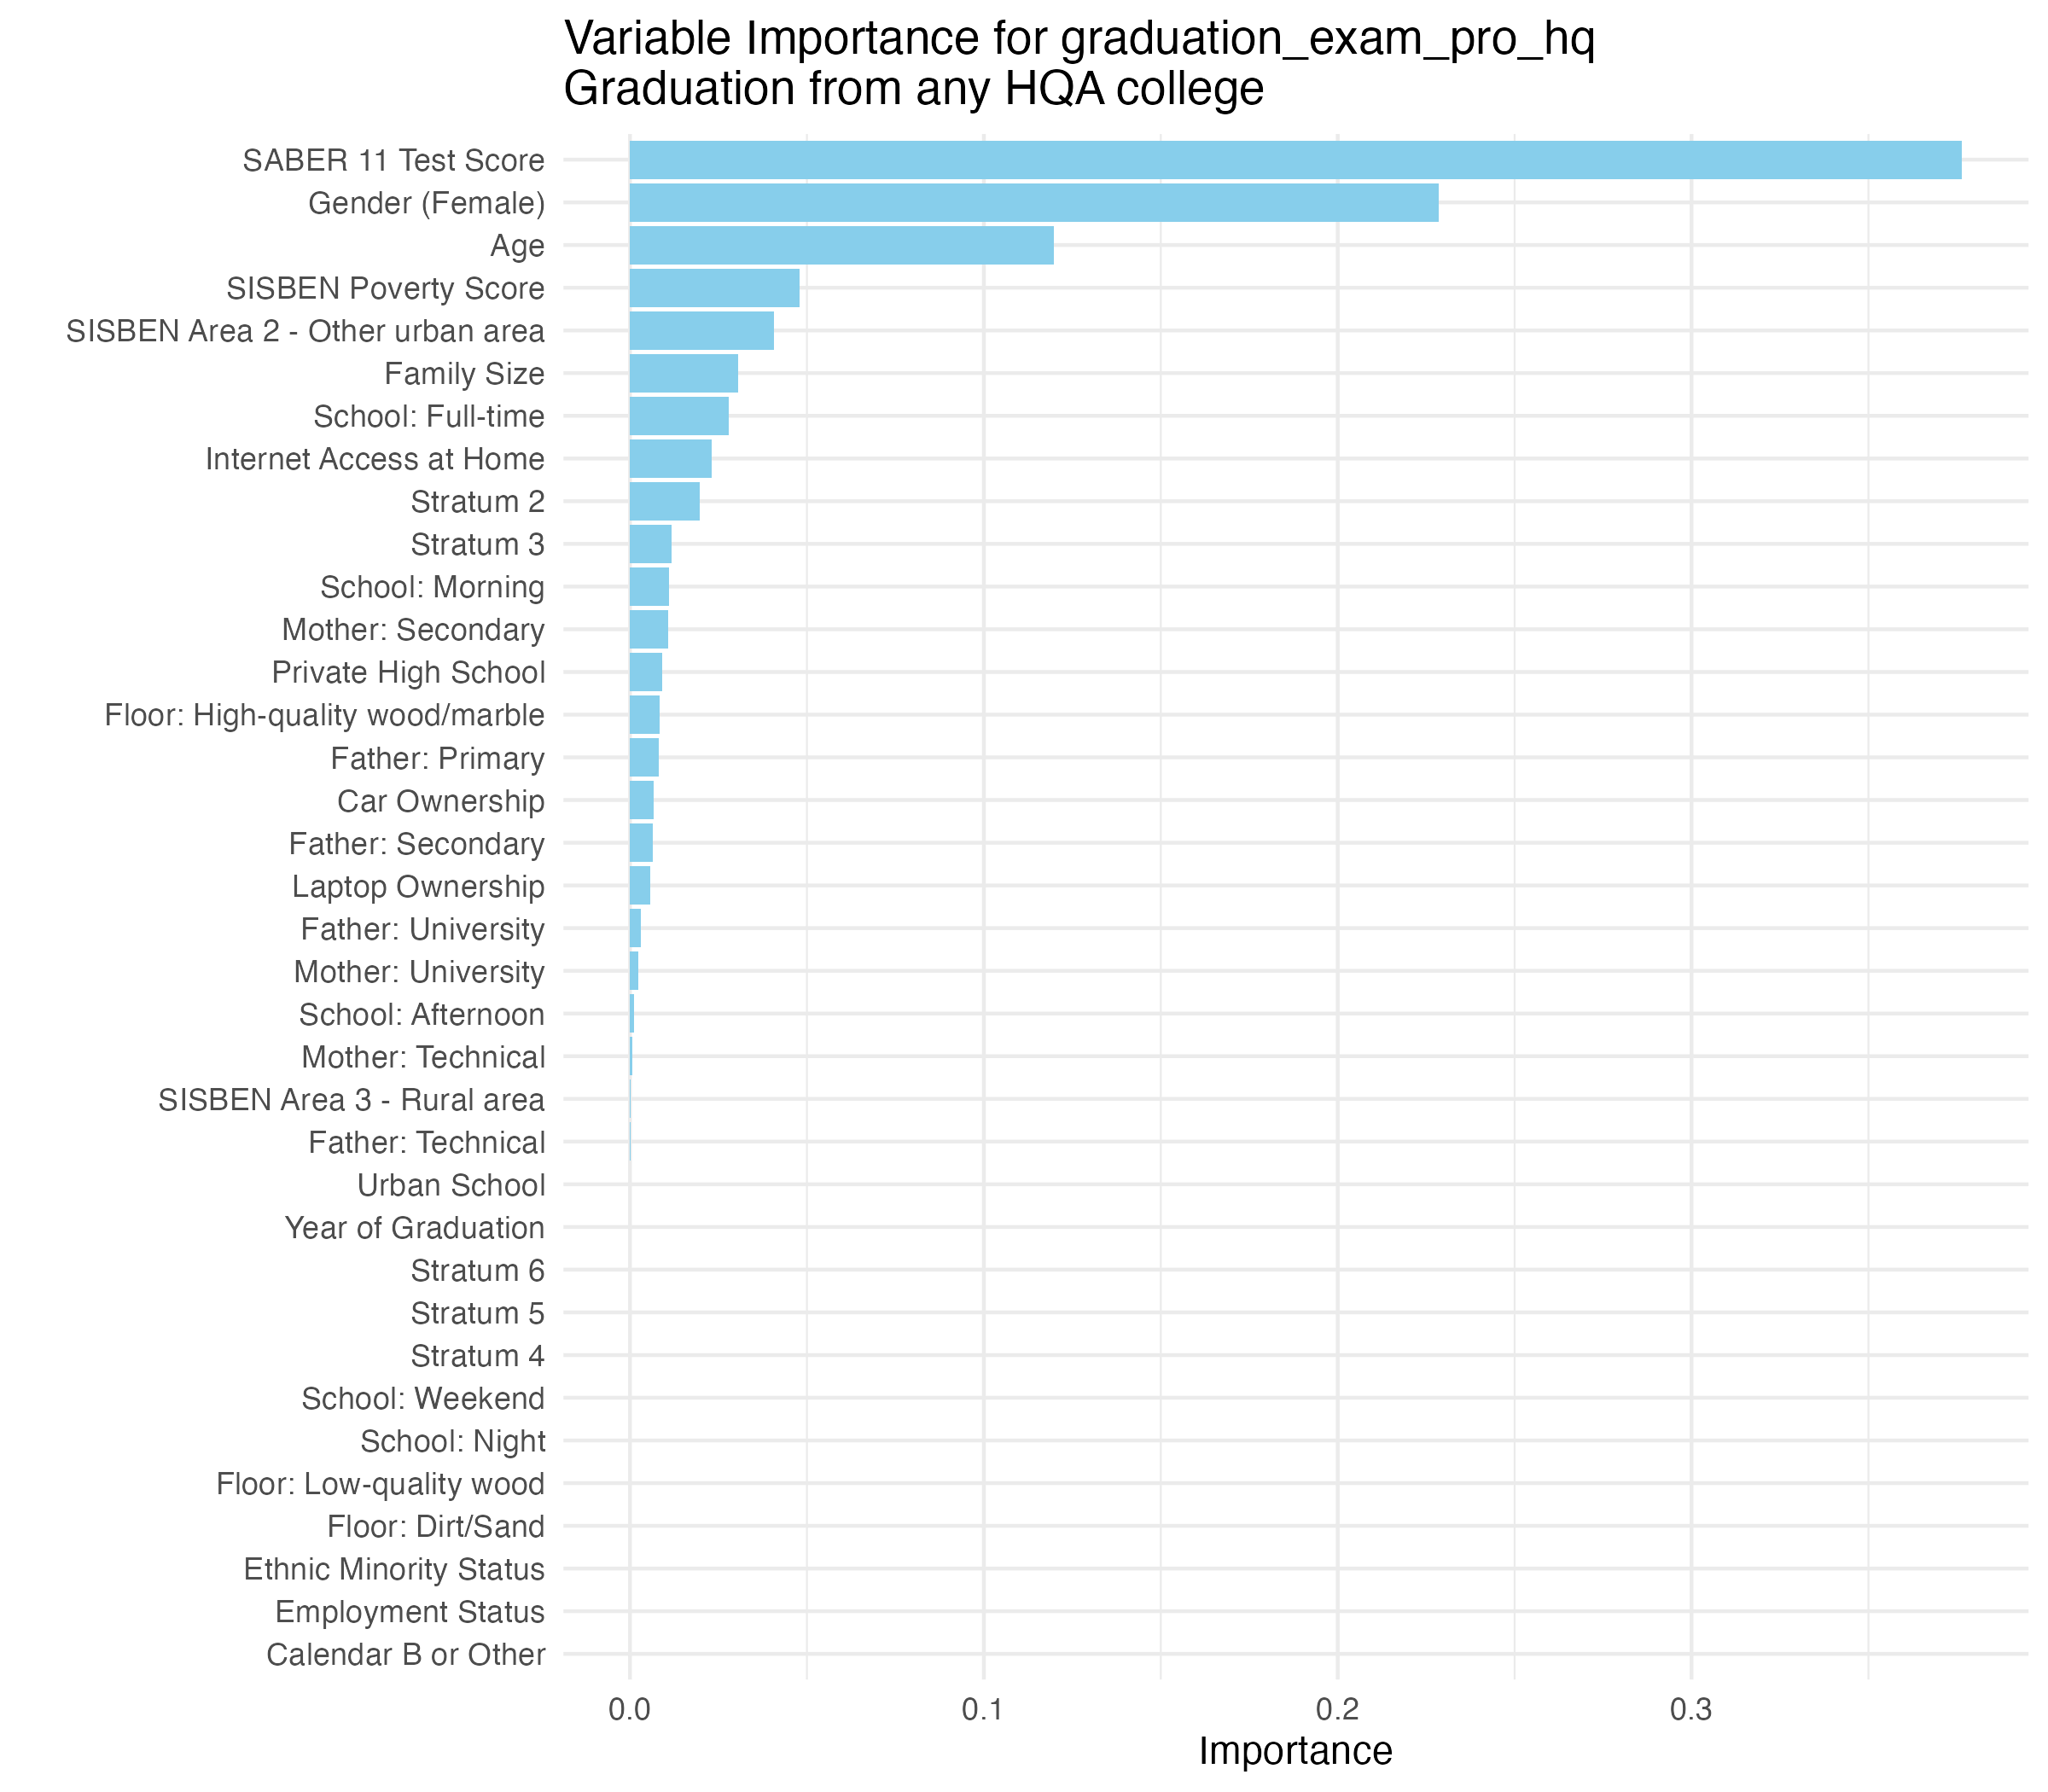 Variable Importance for graduation_exam_pro_hq
Graduation from any HQA college
SABER 11 Test Score
Gender (Female)
Age
SISBEN Poverty Score
SISBEN Area 2 - Other urban area
Family Size
School: Full-time
Internet Access at Home
Stratum 2
Stratum 3
School: Morning
Mother: Secondary
Private High School
Floor: High-quality wood/marble
Father: Primary
Car Ownership
Father: Secondary
Laptop Ownership
Father: University
Mother: University
School: Afternoon
Mother: Technical
SISBEN Area 3 - Rural area
Father: Technical
Urban School
Year of Graduation
Stratum 6
Stratum 5
Stratum 4
School: Weekend
School: Night
Floor: Low-quality wood
Floor: Dirt/Sand
Ethnic Minority Status
Employment Status
Calendar B or Other
0.0 0.1 0.2 0.3
Importance